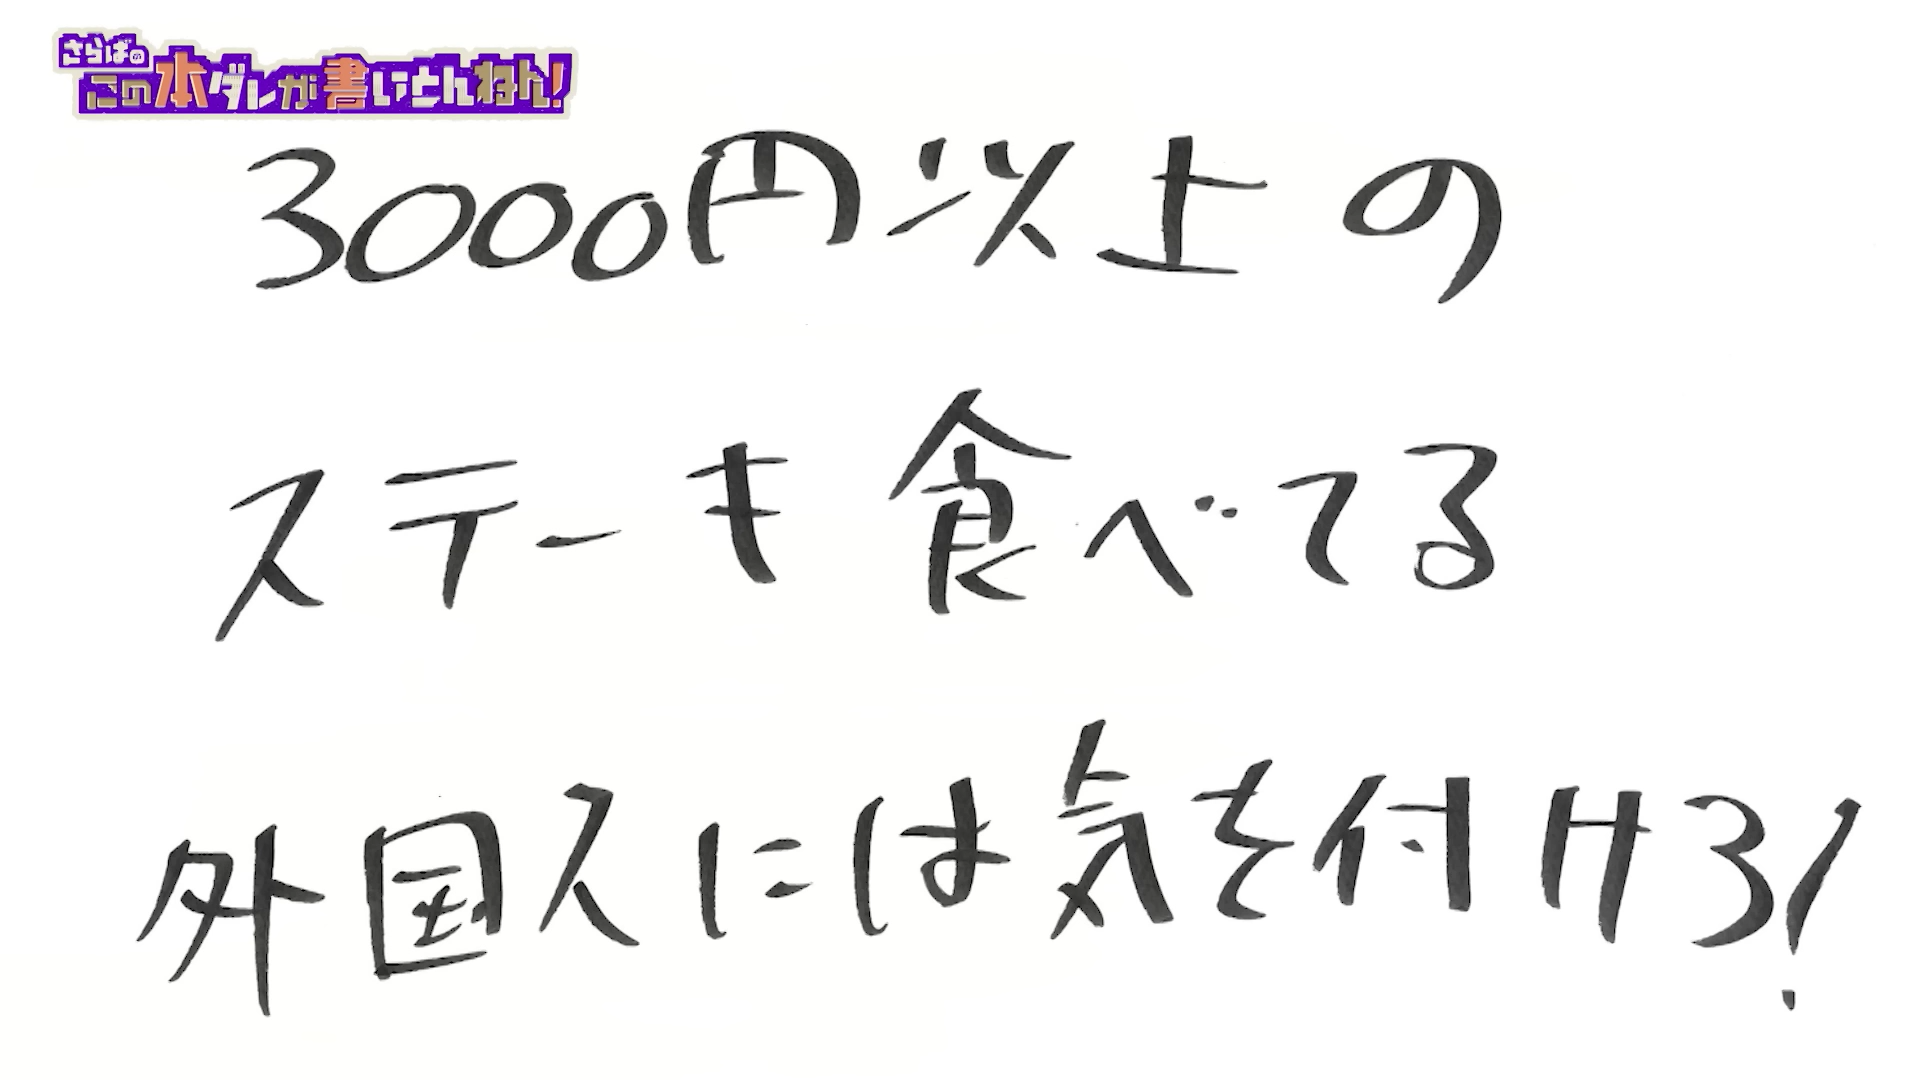 さらばの
この本ダレが書いとんねん!
3000円以上の
ステーキ食べてる
外国人には気を付けろ!